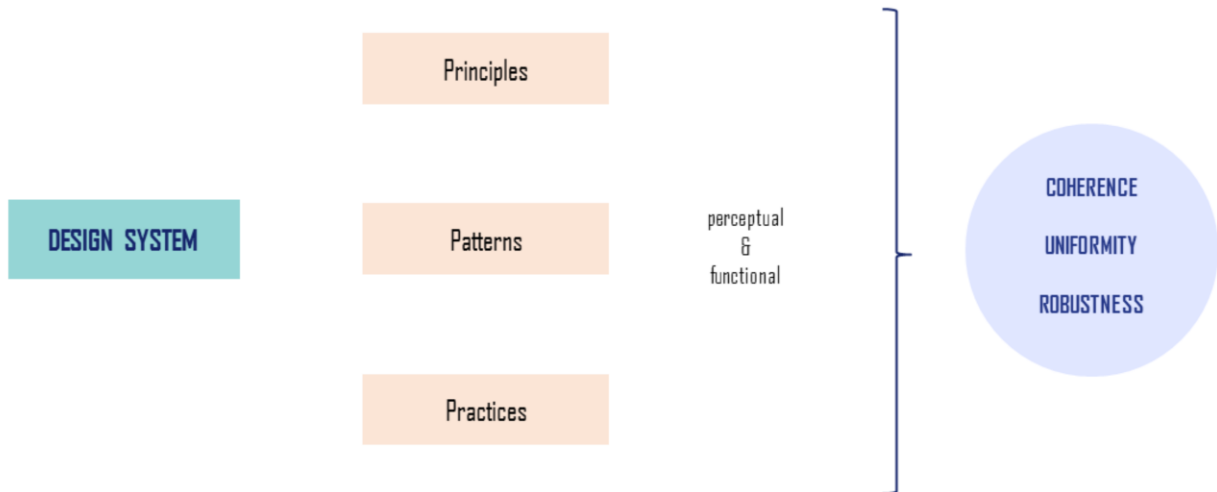 DESIGN SYSTEM
Principles
Patterns
Practices
perceptual
&
functional
COHERENCE
UNIFORMITY
ROBUSTNESS